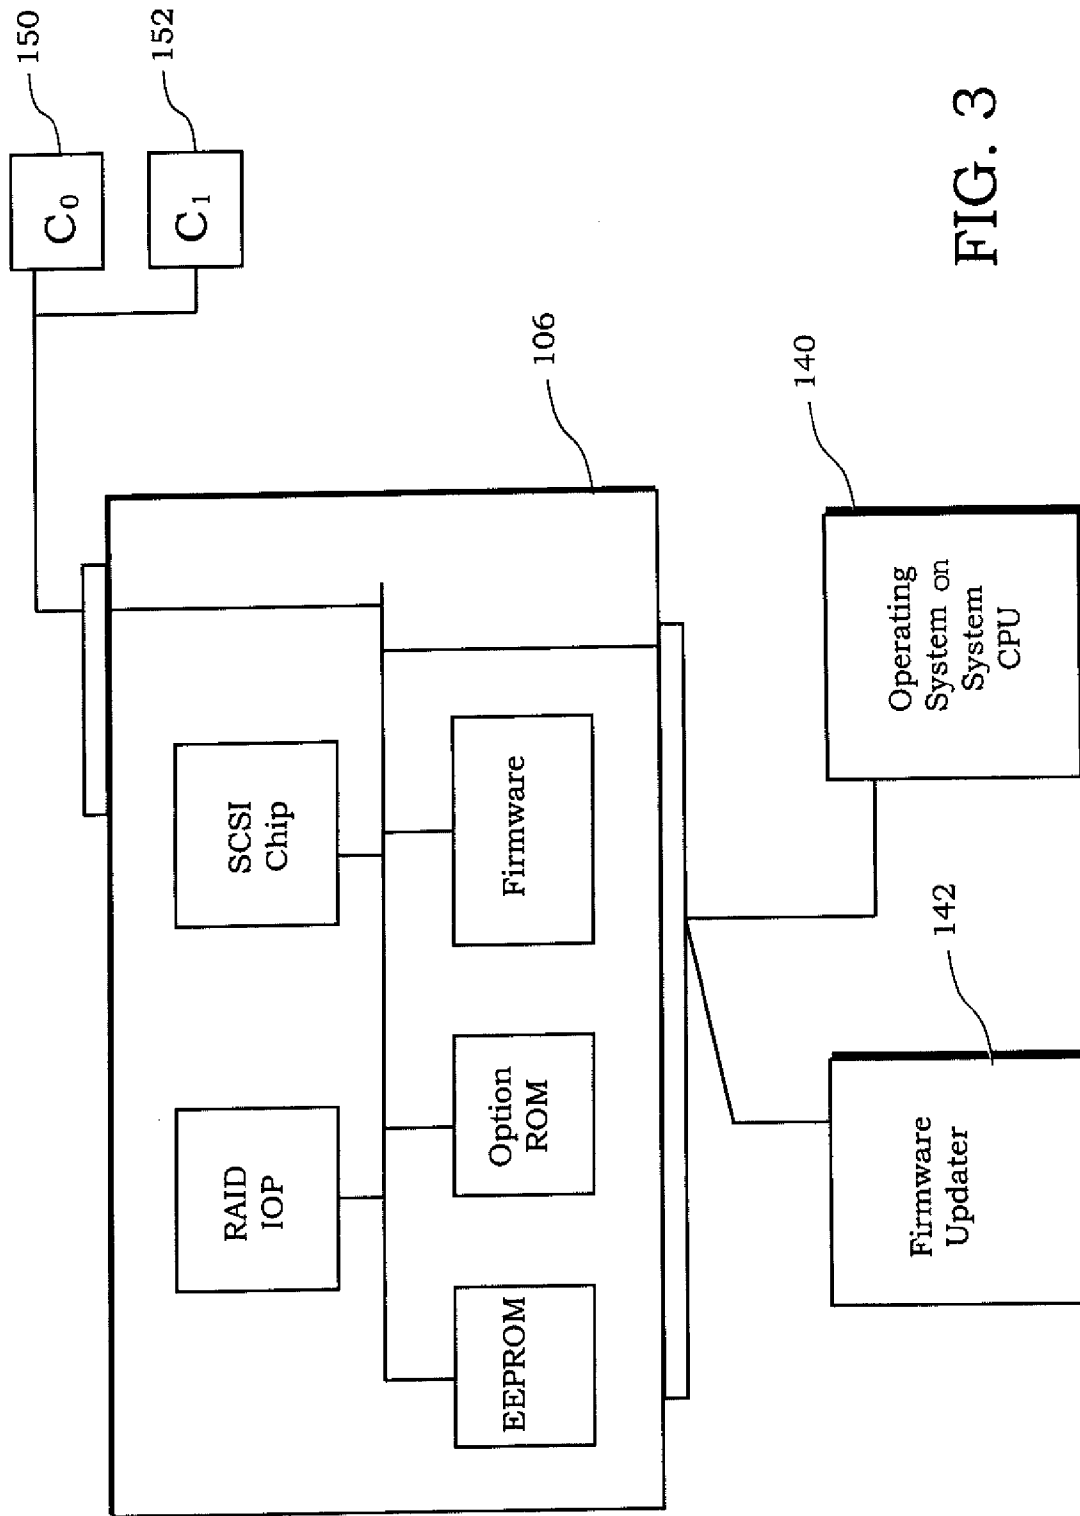 150
C₀
152
C₁
106
SCSI
Chip
RAID
IOP
EEPROM
Option
ROM
Firmware
140
Operating
System on
System
CPU
142
Firmware
Updater
FIG. 3